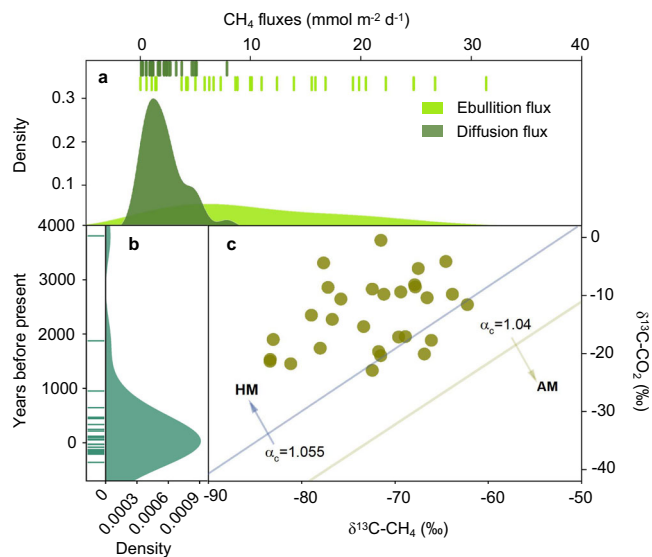 CH₄ fluxes (mmol m⁻² d⁻¹)
0 10 20 30 40
a
Ebullition flux
Diffusion flux
0.3
0.2
0.1
Density
4000
3000
2000
1000
0
Years before present
b
0 0.0003 0.0006 0.0009
Density
c
0
-10
-20
-30
-40
δ¹³C-CO₂ (‰)
α꜀=1.04
AM
HM
α꜀=1.055
-90 -80 -70 -60 -50
δ¹³C-CH₄ (‰)